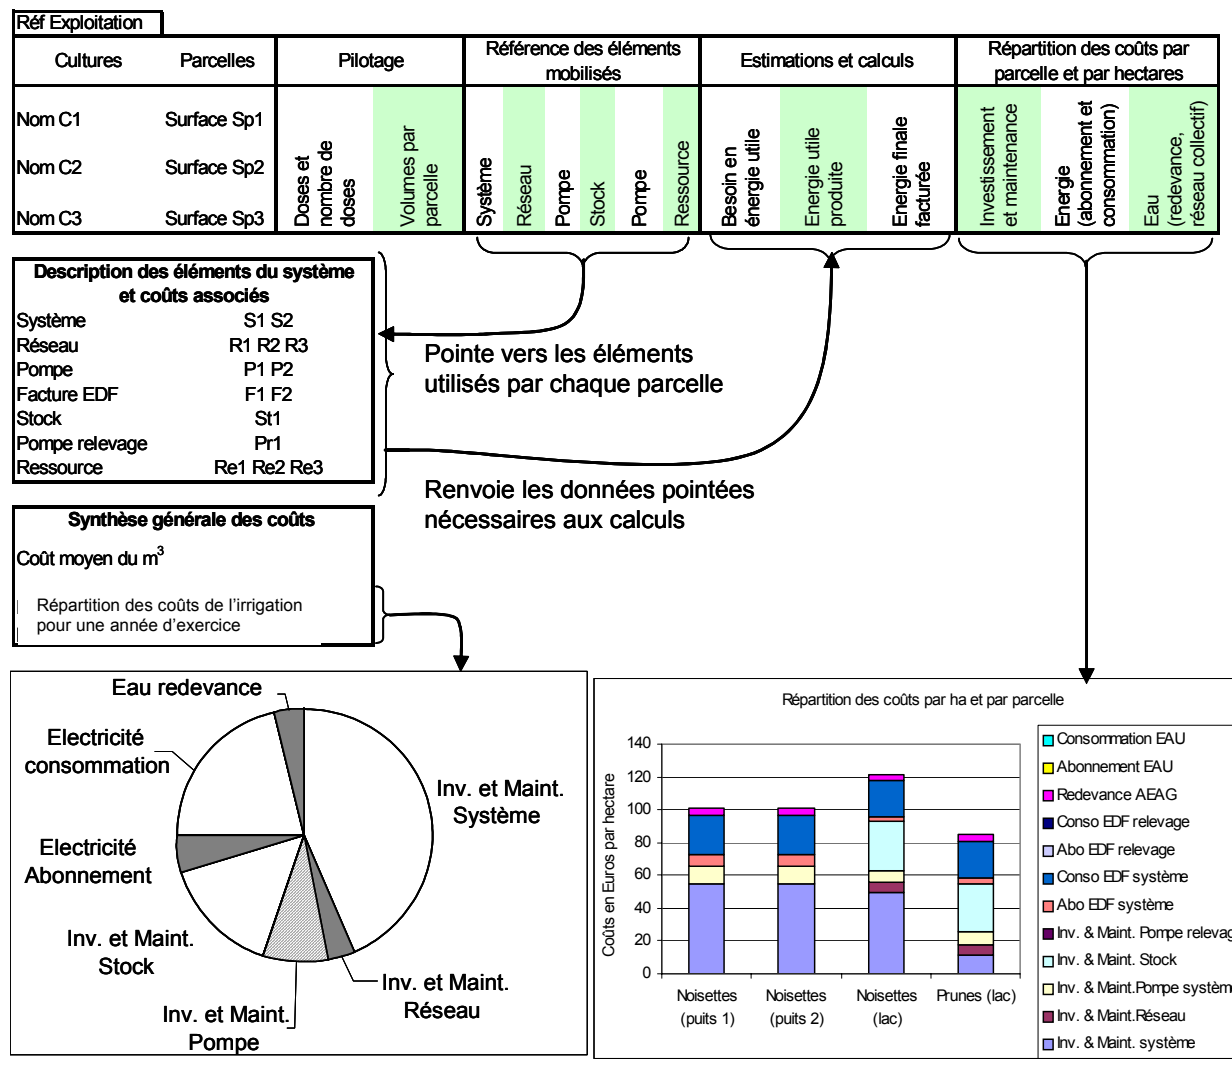 Réf Exploitation
Cultures
Parcelles
Pilotage
Référence des éléments
mobilisés
Estimations et calculs
Répartition des coûts par
parcelle et par hectares
Nom C1
Surface Sp1
Nom C2
Surface Sp2
Nom C3
Surface Sp3
Doses et
nombre de
doses
Volumes par
parcelle
Système
Réseau
Pompe
Stock
Pompe
Ressource
Besoin en
énergie utile
Energie utile
produite
Energie finale
facturée
Investissement
et maintenance
Energie
(abonnement et
consommation)
Eau
(redevance,
réseau collectif)
Description des éléments du système
et coûts associés
Système S1 S2
Réseau R1 R2 R3
Pompe P1 P2
Facture EDF F1 F2
Stock St1
Pompe relevage Pr1
Ressource Re1 Re2 Re3
Pointe vers les éléments
utilisés par chaque parcelle
Renvoie les données pointées
nécessaires aux calculs
Synthèse générale des coûts
Coût moyen du m³
Répartition des coûts de l'irrigation
pour une année d'exercice
Eau redevance
Electricité
consommation
Inv. et Maint.
Système
Electricité
Abonnement
Inv. et Maint.
Stock
Inv. et Maint.
Réseau
Inv. et Maint.
Pompe
Répartition des coûts par ha et par parcelle
Coûts en Euros par hectare
140
120
100
80
60
40
20
0
Noisettes
(puits 1)
Noisettes
(puits 2)
Noisettes
(lac)
Prunes (lac)
Consommation EAU
Abonnement EAU
Redevance AEAG
Conso EDF relevage
Abo EDF relevage
Conso EDF système
Abo EDF système
Inv. & Maint. Pompe relevag
Inv. & Maint. Stock
Inv. & Maint.Pompe système
Inv. & Maint.Réseau
Inv. & Maint. système